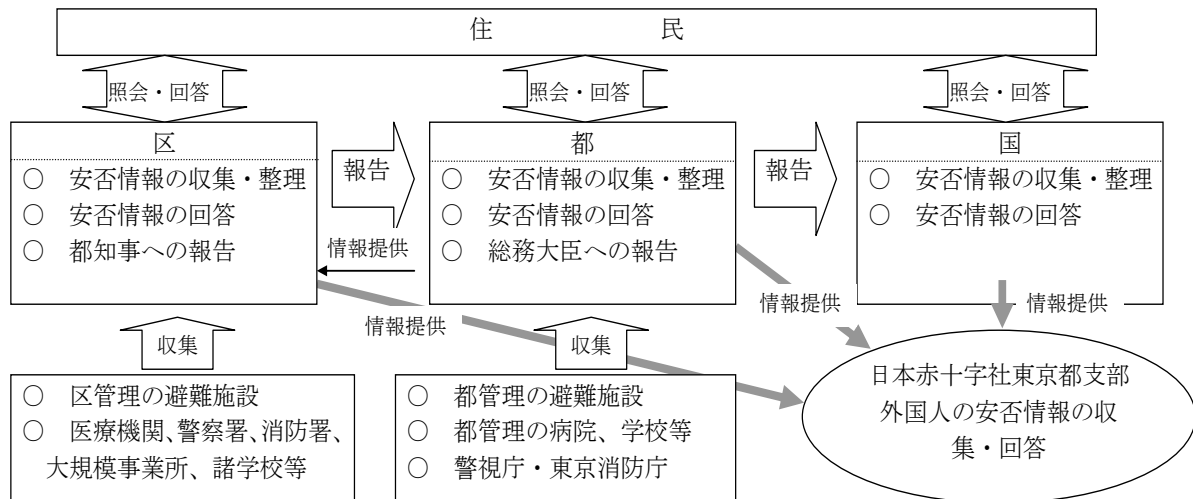 住　民
照会・回答
照会・回答
照会・回答
区
○　安否情報の収集・整理
○　安否情報の回答
○　都知事への報告
報告
情報提供
都
○　安否情報の収集・整理
○　安否情報の回答
○　総務大臣への報告
報告
国
○　安否情報の収集・整理
○　安否情報の回答
情報提供
情報提供
情報提供
収集
収集
○　区管理の避難施設
○　医療機関、警察署、消防署、
大規模事業所、諸学校等
○　都管理の避難施設
○　都管理の病院、学校等
○　警視庁・東京消防庁
日本赤十字社東京都支部
外国人の安否情報の収
集・回答